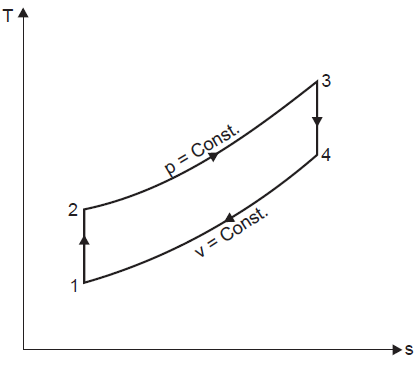 T
3
p = Const.
4
2
v = Const.
1
s